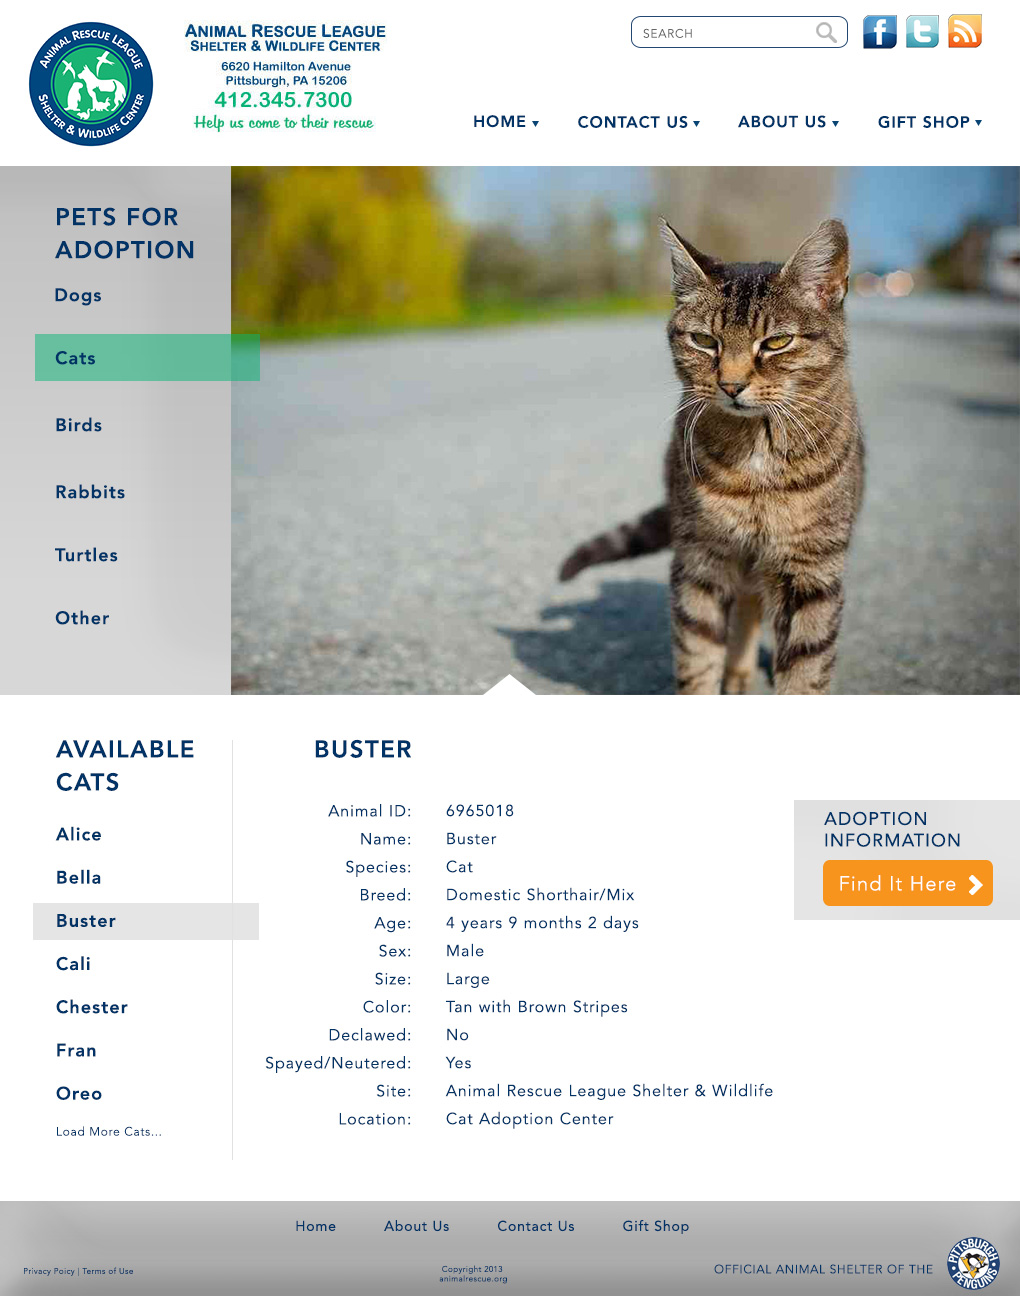 ANIMAL RESCUE LEAGUE
SHELTER & WILDLIFE CENTER
ANIMAL RESCUE LEAGUE
SHELTER & WILDLIFE CENTER
6620 Hamilton Avenue
Pittsburgh, PA 15206
412.345.7300
Help us come to their rescue
SEARCH
f
t
HOME
CONTACT US
ABOUT US
GIFT SHOP
PETS FOR
ADOPTION
Dogs
Cats
Birds
Rabbits
Turtles
Other
AVAILABLE
CATS
Alice
Bella
Buster
Cali
Chester
Fran
Oreo
Load More Cats...
BUSTER
Animal ID: 6965018
Name: Buster
Species: Cat
Breed: Domestic Shorthair/Mix
Age: 4 years 9 months 2 days
Sex: Male
Size: Large
Color: Tan with Brown Stripes
Declawed: No
Spayed/Neutered: Yes
Site: Animal Rescue League Shelter & Wildlife
Location: Cat Adoption Center
ADOPTION
INFORMATION
Find It Here
Home
About Us
Contact Us
Gift Shop
Privacy Poicy | Terms of Use
Copyright 2013
animalrescue.org
OFFICIAL ANIMAL SHELTER OF THE
PITTSBURGH
PENGUINS